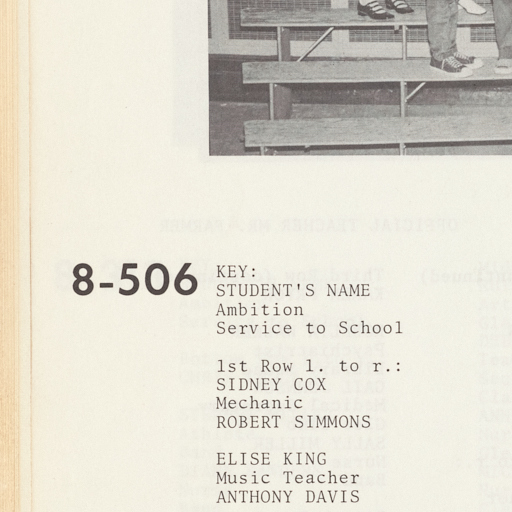 8-506
KEY:
STUDENT'S NAME
Ambition
Service to School
1st Row l. to r.:
SIDNEY COX
Mechanic
ROBERT SIMMONS
ELISE KING
Music Teacher
ANTHONY DAVIS